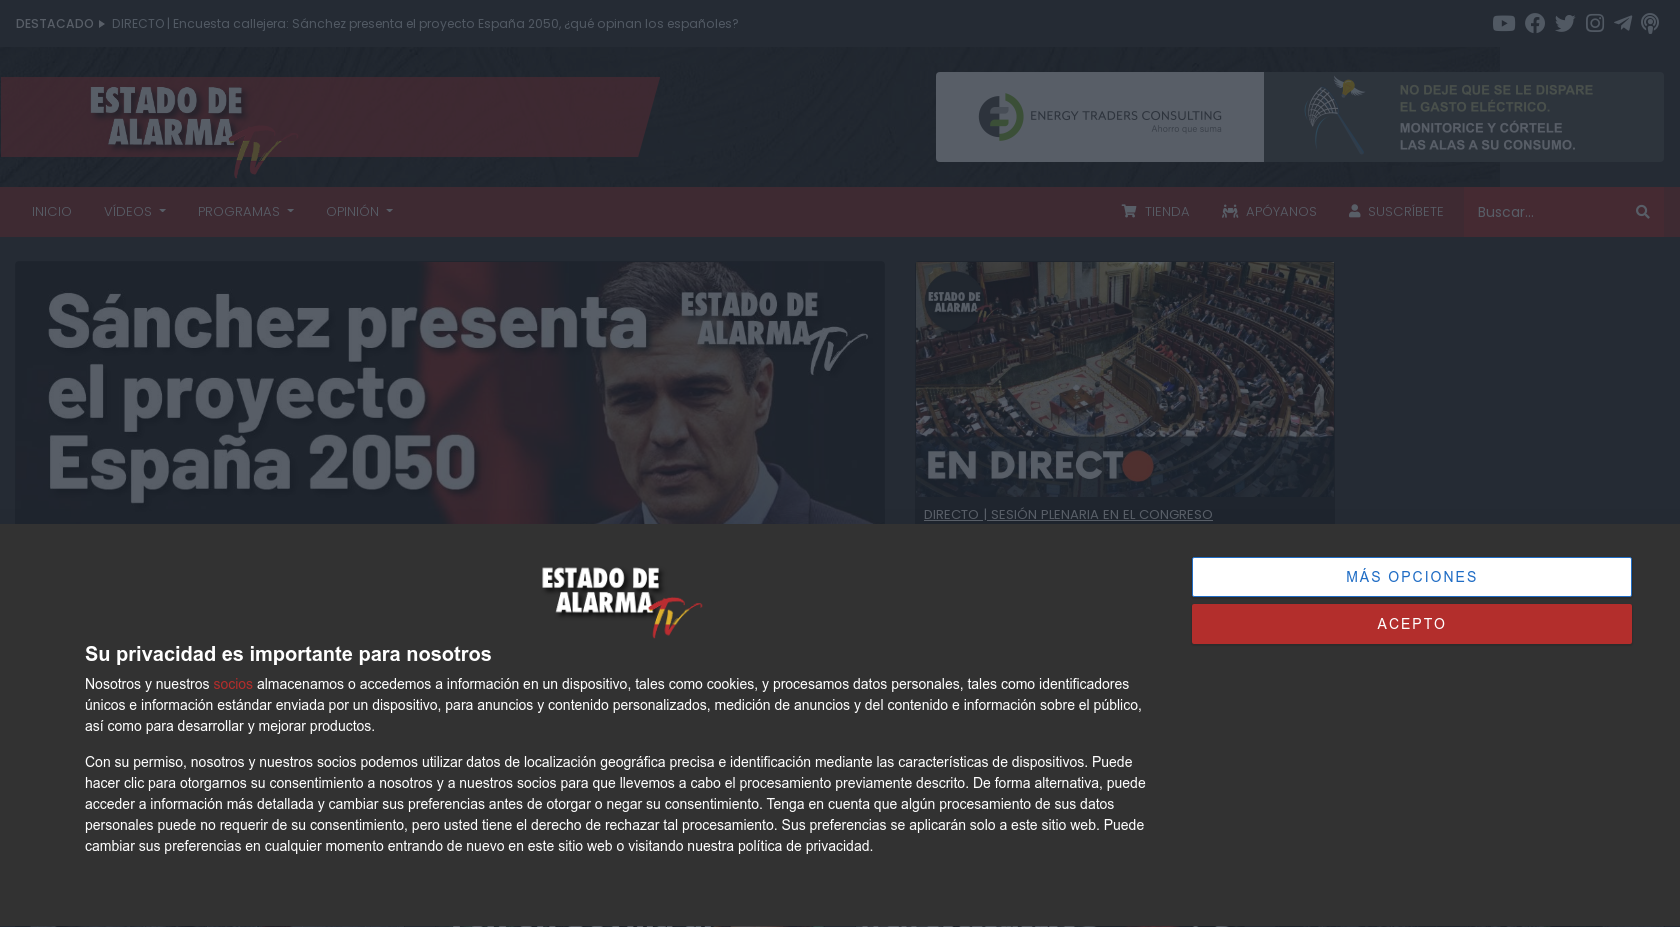 DESTACADO DIRECTO | Encuesta callejera: Sánchez presenta el proyecto España 2050, ¿qué opinan los españoles?
ESTADO DE
ALARMA
TV
ENERGY TRADERS CONSULTING
Ahorro que suma
NO DEJE QUE SE LE DISPARE
EL GASTO ELÉCTRICO.
MONITORICE Y CÓRTELE
LAS ALAS A SU CONSUMO.
INICIO VÍDEOS PROGRAMAS OPINIÓN TIENDA APÓYANOS SUSCRÍBETE Buscar...
Sánchez presenta
el proyecto
España 2050
ESTADO DE
ALARMA
TV
ESTADO DE
ALARMA
EN DIRECTO
DIRECTO | SESIÓN PLENARIA EN EL CONGRESO
ESTADO DE
ALARMA
TV
MÁS OPCIONES
ACEPTO
Su privacidad es importante para nosotros
Nosotros y nuestros socios almacenamos o accedemos a información en un dispositivo, tales como cookies, y procesamos datos personales, tales como identificadores
únicos e información estándar enviada por un dispositivo, para anuncios y contenido personalizados, medición de anuncios y del contenido e información sobre el público,
así como para desarrollar y mejorar productos.
Con su permiso, nosotros y nuestros socios podemos utilizar datos de localización geográfica precisa e identificación mediante las características de dispositivos. Puede
hacer clic para otorgarnos su consentimiento a nosotros y a nuestros socios para que llevemos a cabo el procesamiento previamente descrito. De forma alternativa, puede
acceder a información más detallada y cambiar sus preferencias antes de otorgar o negar su consentimiento. Tenga en cuenta que algún procesamiento de sus datos
personales puede no requerir de su consentimiento, pero usted tiene el derecho de rechazar tal procesamiento. Sus preferencias se aplicarán solo a este sitio web. Puede
cambiar sus preferencias en cualquier momento entrando de nuevo en este sitio web o visitando nuestra política de privacidad.